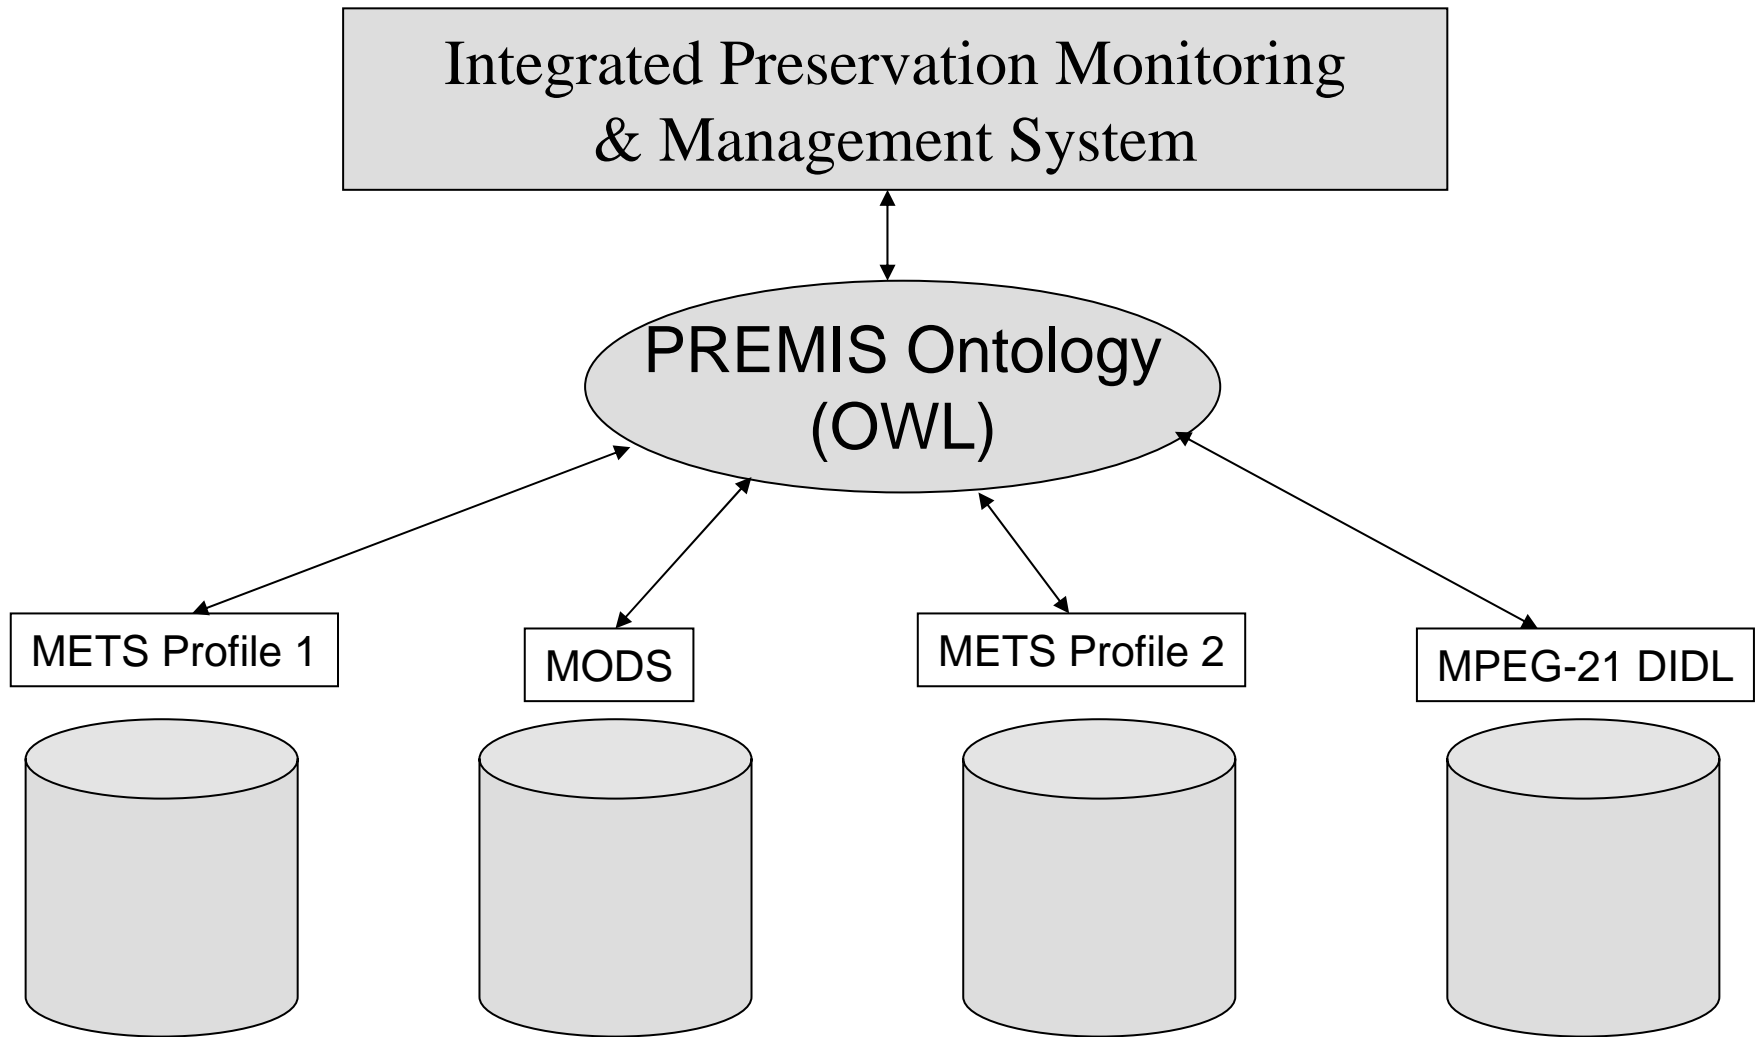 Integrated Preservation Monitoring
& Management System
PREMIS Ontology
(OWL)
METS Profile 1
MODS
METS Profile 2
MPEG-21 DIDL